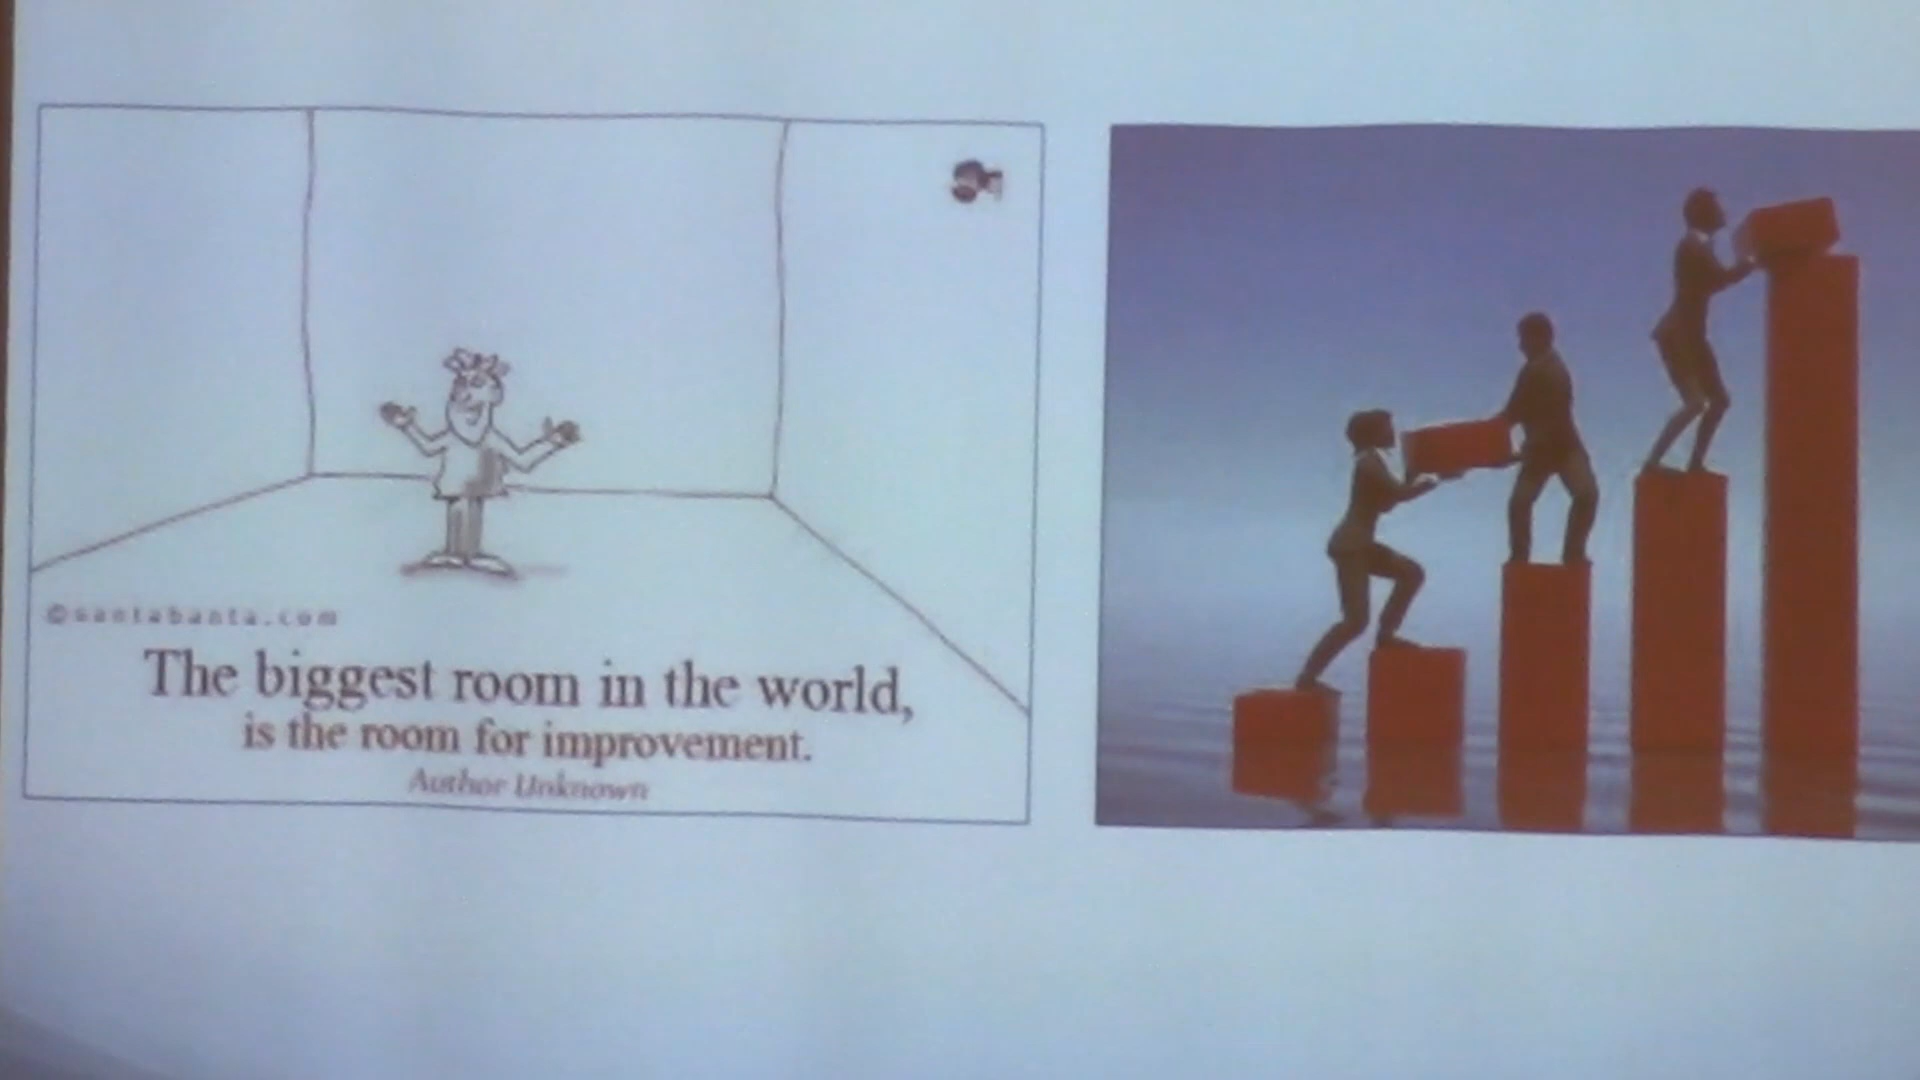 ©santabanta.com
The biggest room in the world,
is the room for improvement.
Author Unknown